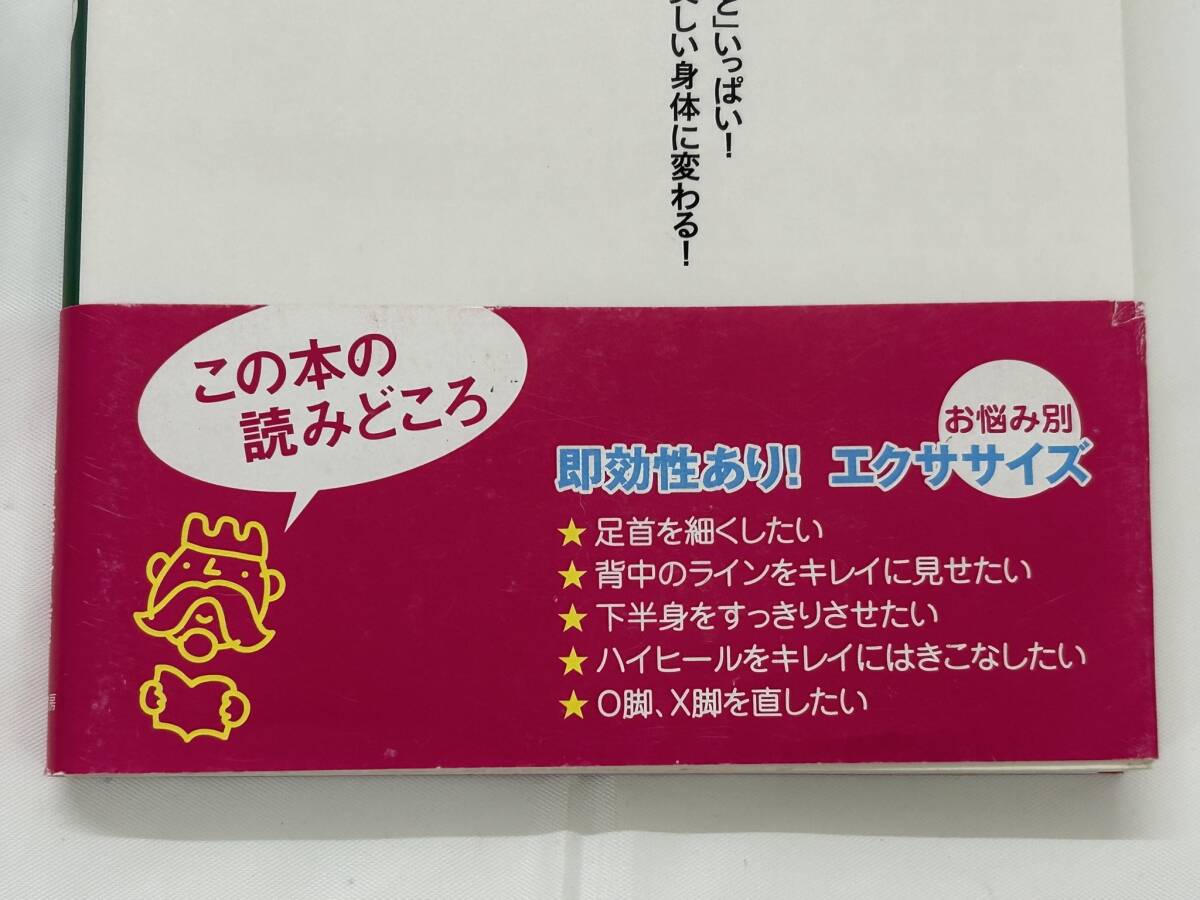 と」いっぱい!
美しい身体に変わる!
この本の
読みどころ
お悩み別
即効性あり! エクササイズ
★足首を細くしたい
★背中のラインをキレイに見せたい
★下半身をすっきりさせたい
★ハイヒールをキレイにはきこなしたい
★O脚、X脚を直したい